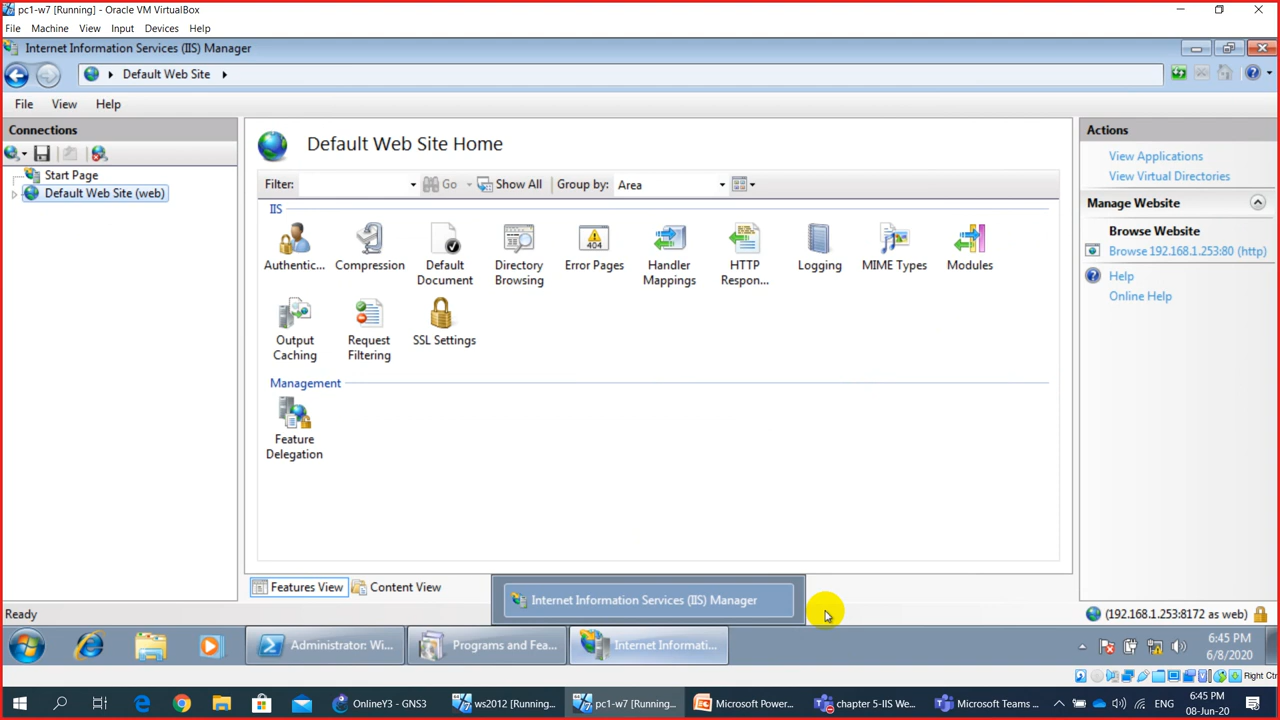 pc1-w7 [Running] - Oracle VM VirtualBox
File Machine View Input Devices Help
Internet Information Services (IIS) Manager
Default Web Site
File View Help
Connections
Start Page
Default Web Site (web)
Default Web Site Home
Filter: Go Show All Group by: Area
IIS
Authentic... Compression Default Document Directory Browsing Error Pages Handler Mappings HTTP Respon... Logging MIME Types Modules
Output Caching Request Filtering SSL Settings
Management
Feature Delegation
Actions
View Applications
View Virtual Directories
Manage Website
Browse Website
Browse 192.168.1.253:80 (http)
Help
Online Help
Features View Content View
Internet Information Services (IIS) Manager
Ready
(192.168.1.253:8172 as web)
Administrator: Wi... Programs and Fea... Internet Informati...
6:45 PM
6/8/2020
Right Ctrl
OnlineY3 - GNS3 ws2012 [Running... pc1-w7 [Running... Microsoft Power... chapter 5-IIS We... Microsoft Teams ... ENG
6:45 PM
08-Jun-20